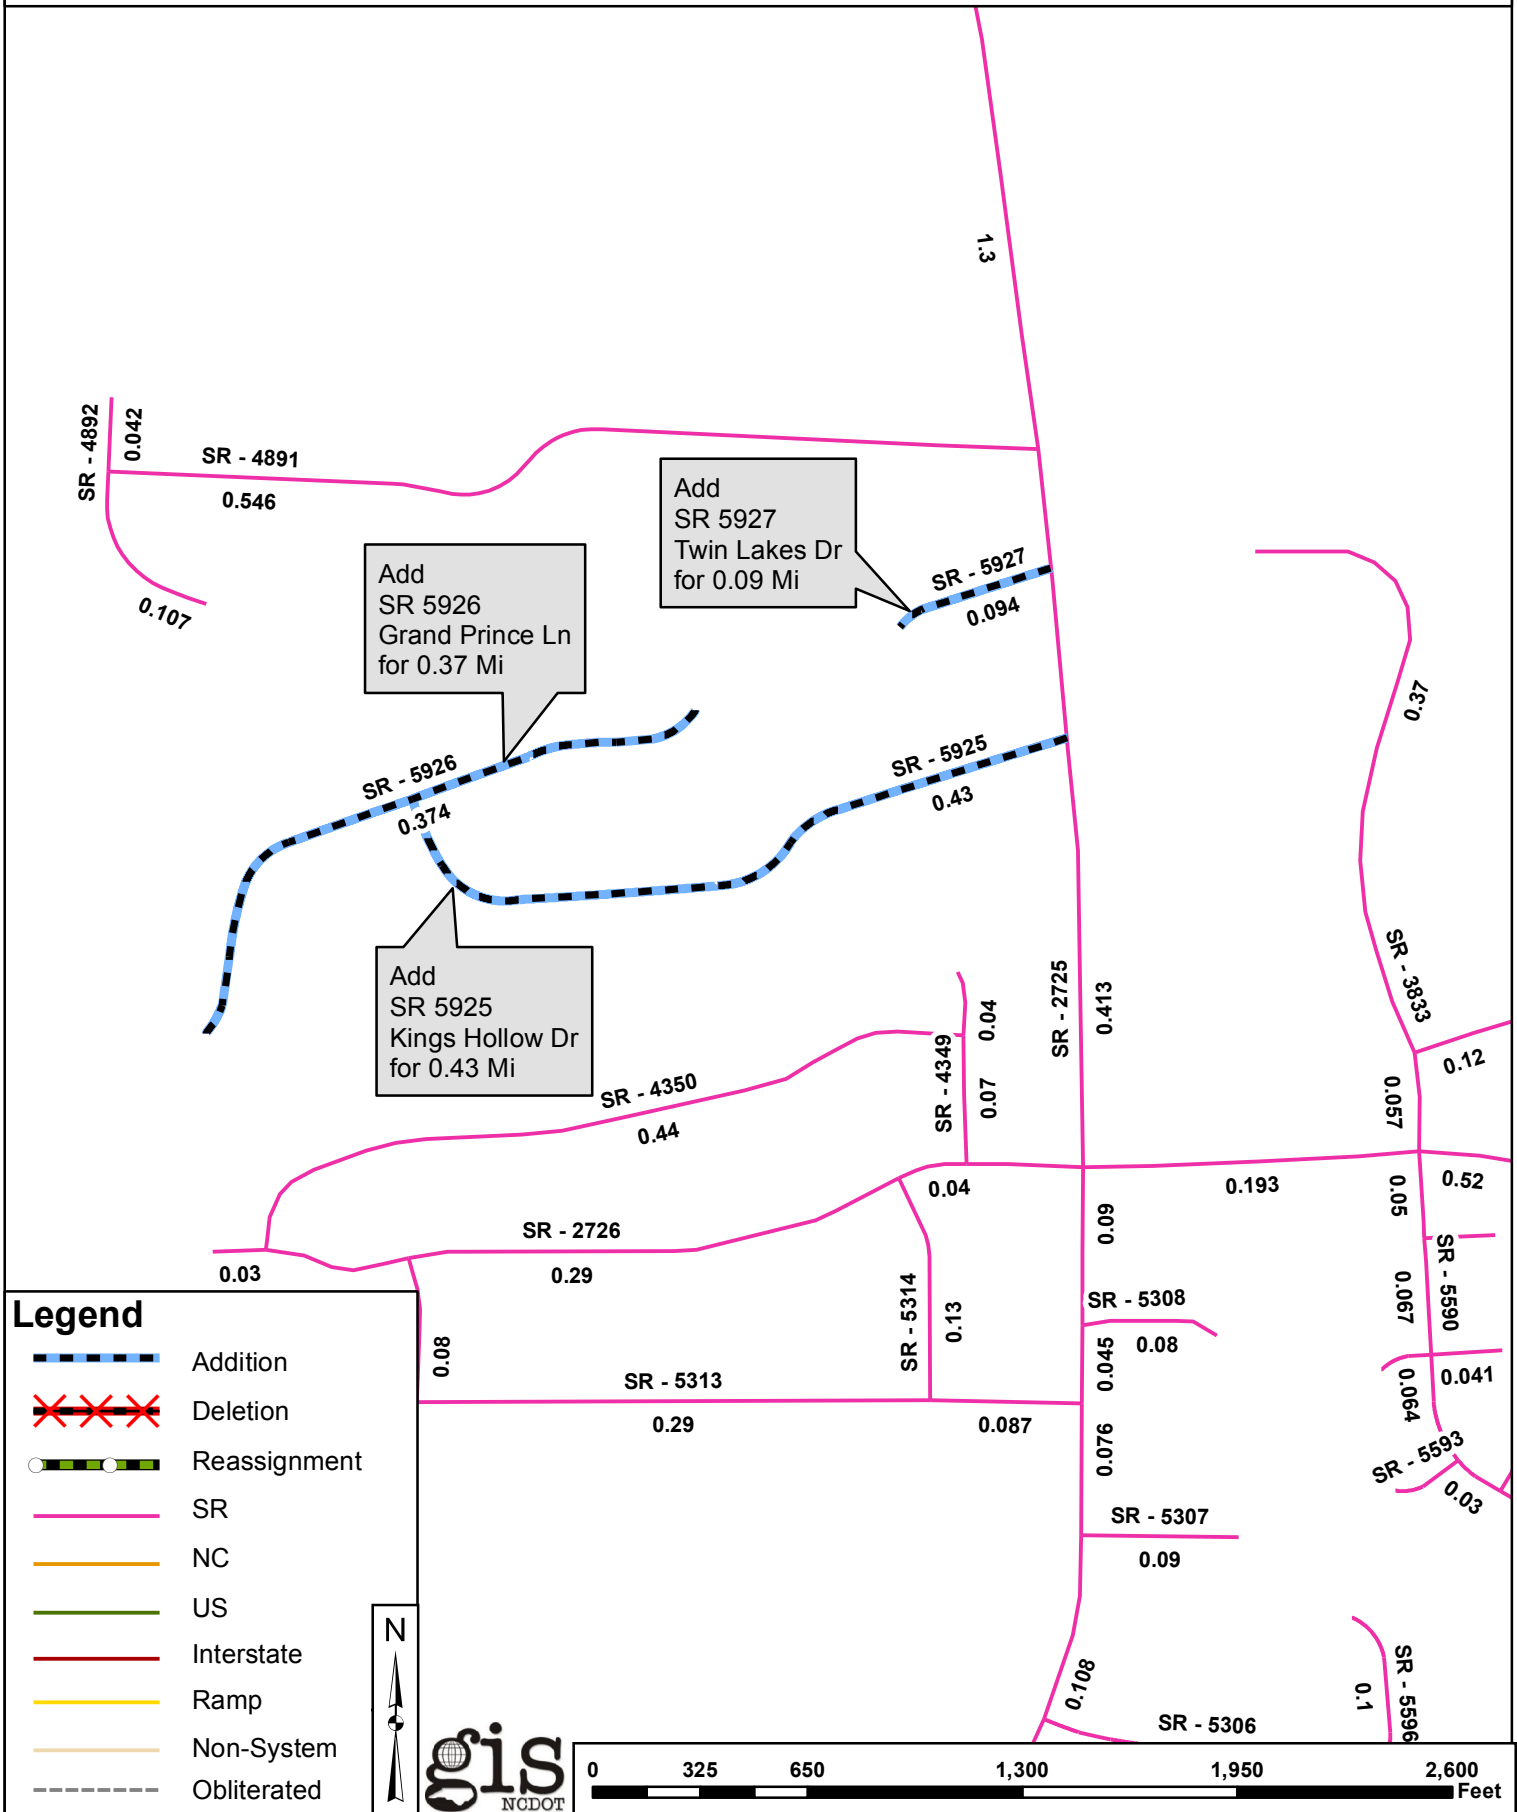 1.3
SR - 4892
0.042
SR - 4891
0.546
0.107
Add
SR 5927
Twin Lakes Dr
for 0.09 Mi
SR - 5927
0.094
Add
SR 5926
Grand Prince Ln
for 0.37 Mi
0.37
SR - 5926
0.374
SR - 5925
0.43
Add
SR 5925
Kings Hollow Dr
for 0.43 Mi
SR - 3833
SR - 2725
0.413
0.04
SR - 4349
0.07
0.12
0.057
SR - 4350
0.44
0.04
0.193
0.52
0.05
0.09
SR - 2726
0.03
0.29
SR - 5314
0.13
SR - 5308
0.08
0.067
SR - 5590
0.08
0.045
SR - 5313
0.29
0.087
0.064
0.041
0.076
SR - 5593
0.03
SR - 5307
0.09
0.108
SR - 5306
0.1
SR - 5596
Legend
Addition
Deletion
Reassignment
SR
NC
US
Interstate
Ramp
Non-System
Obliterated
N
gis
NCDOT
0 325 650 1,300 1,950 2,600
Feet